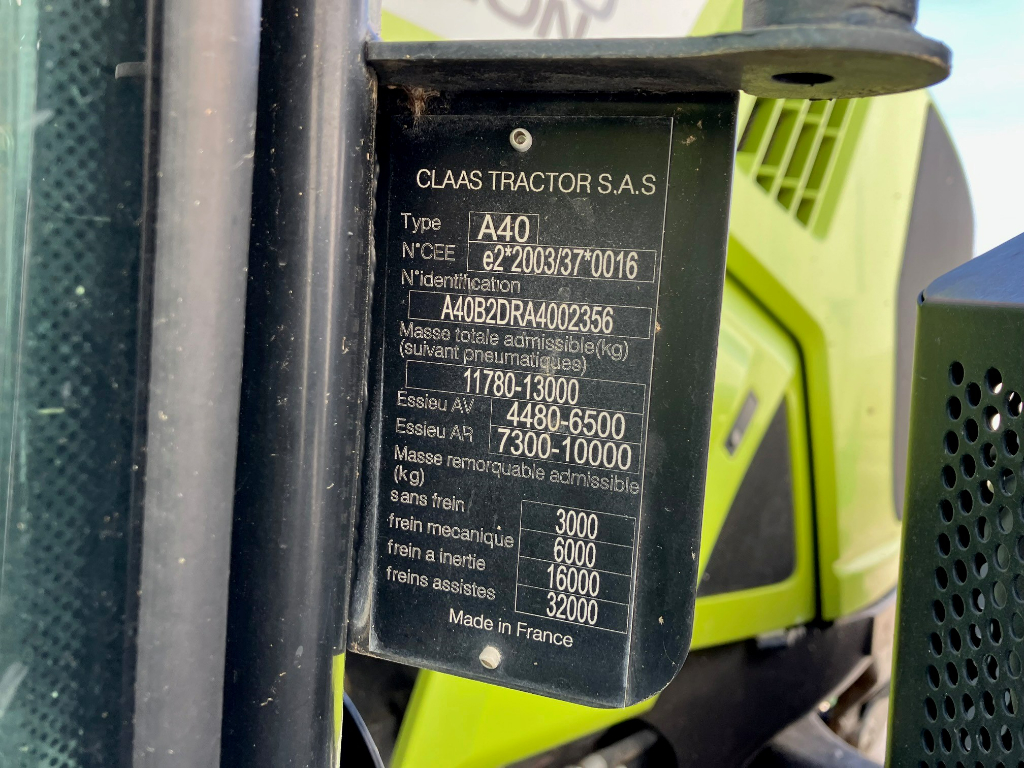 ION
CLAAS TRACTOR S.A.S
Type A40
N°CEE e2*2003/37*0016
N°identification
A40B2DRA4002356
Masse totale admissible(kg)
(suivant pneumatiques)
11780-13000
Essieu AV 4480-6500
Essieu AR 7300-10000
Masse remorquable admissible
(kg)
sans frein 3000
frein mecanique 6000
frein a inertie 16000
freins assistes 32000
Made in France